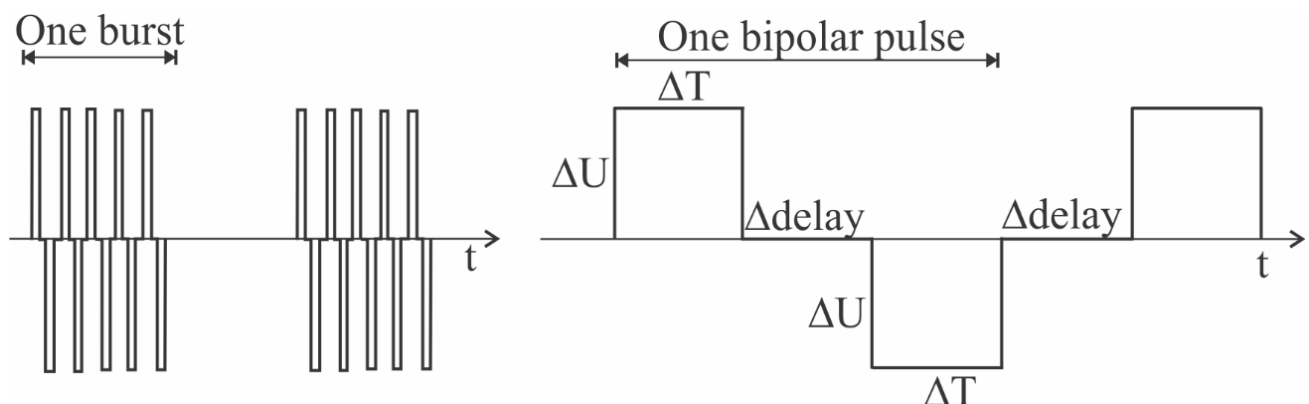 One burst
t
One bipolar pulse
ΔT
ΔU
Δdelay
Δdelay
t
ΔU
ΔT